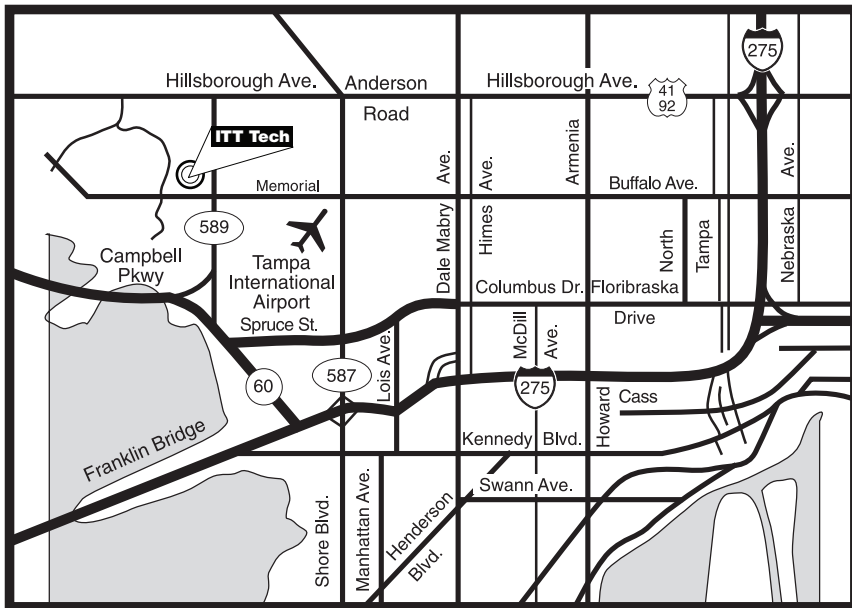 275
Hillsborough Ave.
Anderson
Road
Hillsborough Ave.
41
92
ITT Tech
Memorial
Buffalo Ave.
Dale Mabry Ave.
Himes Ave.
Armenia
North
Tampa
Nebraska Ave.
589
Campbell
Pkwy
Tampa
International
Airport
Spruce St.
Columbus Dr.
Floribraska
Drive
McDill Ave.
Lois Ave.
587
60
275
Howard
Cass
Franklin Bridge
Kennedy Blvd.
Swann Ave.
Shore Blvd.
Manhattan Ave.
Henderson
Blvd.